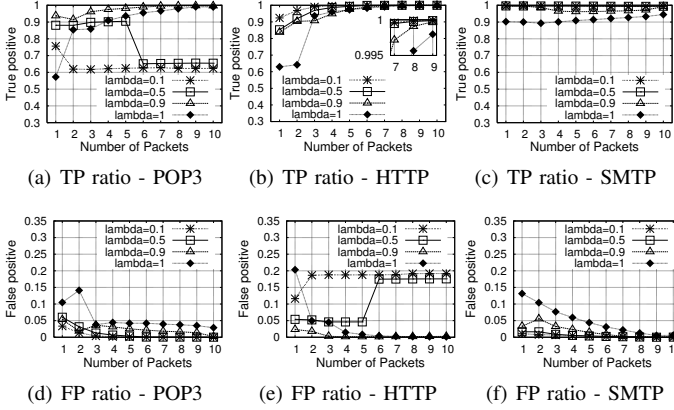 True positive
1
0.9
0.8
0.7
0.6
0.5
0.4
0.3
lambda=0.1
lambda=0.5
lambda=0.9
lambda=1
1 2 3 4 5 6 7 8 9 10
Number of Packets
(a) TP ratio - POP3
True positive
1
0.9
0.8
0.7
0.6
0.5
0.4
0.3
1
0.995
7 8 9
lambda=0.1
lambda=0.5
lambda=0.9
lambda=1
1 2 3 4 5 6 7 8 9 10
Number of Packets
(b) TP ratio - HTTP
True positive
1
0.9
0.8
0.7
0.6
0.5
0.4
0.3
lambda=0.1
lambda=0.5
lambda=0.9
lambda=1
1 2 3 4 5 6 7 8 9 10
Number of Packets
(c) TP ratio - SMTP
False positive
0.35
0.3
0.25
0.2
0.15
0.1
0.05
0
lambda=0.1
lambda=0.5
lambda=0.9
lambda=1
1 2 3 4 5 6 7 8 9 10
Number of Packets
(d) FP ratio - POP3
False positive
0.35
0.3
0.25
0.2
0.15
0.1
0.05
0
lambda=0.1
lambda=0.5
lambda=0.9
lambda=1
1 2 3 4 5 6 7 8 9 10
Number of Packets
(e) FP ratio - HTTP
False positive
0.35
0.3
0.25
0.2
0.15
0.1
0.05
0
lambda=0.1
lambda=0.5
lambda=0.9
lambda=1
1 2 3 4 5 6 7 8 9 1
Number of Packets
(f) FP ratio - SMTP